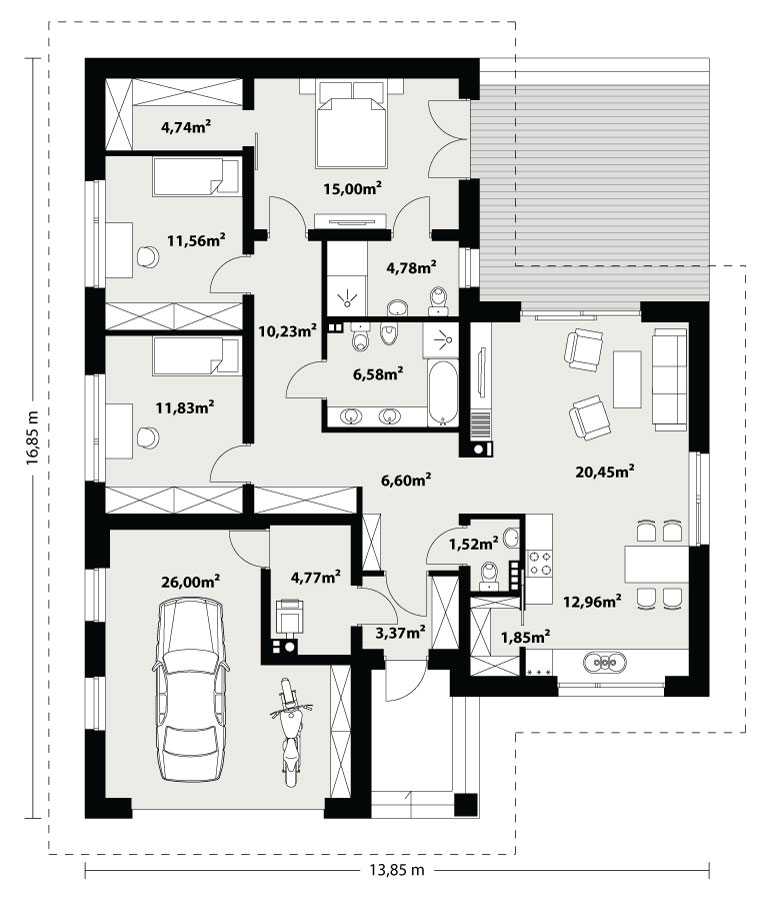 4,74m²
15,00m²
11,56m²
4,78m²
10,23m²
6,58m²
11,83m²
16,85 m
6,60m²
20,45m²
1,52m²
26,00m²
4,77m²
12,96m²
3,37m²
1,85m²
13,85 m